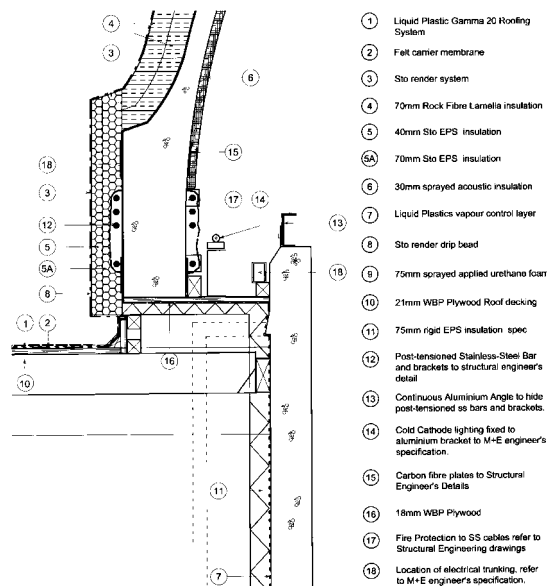 4
3
6
18
15
3
17
14
12
13
5
18
5A
8
1
2
16
10
11
7
1 Liquid Plastic Gamma 20 Roofing
System
2 Felt carrier membrane
3 Sto render system
4 70mm Rock Fibre Lamella insulation
5 40mm Sto EPS insulation
5A 70mm Sto EPS insulation
6 30mm sprayed acoustic insulation
7 Liquid Plastics vapour control layer
8 Sto render drip bead
9 75mm sprayed applied urethano foam
10 21mm WBP Plywood Roof decking
11 75mm rigid EPS insulation spec
12 Post-tensioned Stainless-Steel Bar
and brackets to structural engineer's
detail
13 Continuous Aluminium Angle to hide
post-tensioned ss bars and brackets.
14 Cold Cathode lighting fixed to
aluminium bracket to M+E engineer's
specification.
15 Carbon fibre plates to Structural
Engineer's Details
16 18mm WBP Plywood
17 Fire Protection to SS cables refer to
Structural Engineering drawings
18 Location of electrical trunking, refer
to M+E engineer's specification.